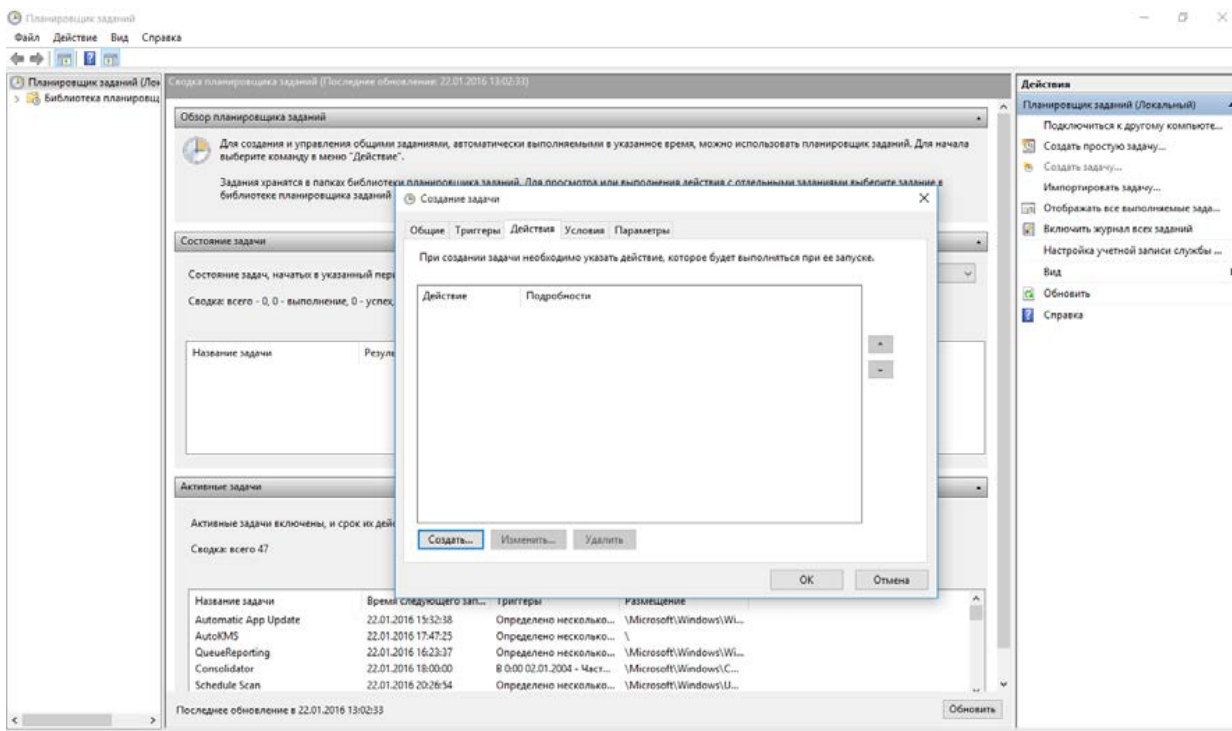 Планировщик заданий
Файл Действие Вид Справка
Планировщик заданий (Лок
Библиотека планировщ
Сводка планировщика заданий (Последнее обновление: 22.01.2016 13:02:33)
Обзор планировщика заданий
Для создания и управления общими заданиями, автоматически выполняемыми в указанное время, можно использовать планировщик заданий. Для начала
выберите команду в меню "Действие".
Задания хранятся в папках библиотеки планировщика заданий. Для просмотра или выполнения действия с отдельными заданиями выберите задание в
библиотеке планировщика заданий
Состояние задачи
Состояние задач, начатых в указанный пери
Сводка: всего - 0, 0 - выполнение, 0 - успех,
Название задачи Резуль
Активные задачи
Активные задачи включены, и срок их дейс
Сводка: всего 47
Название задачи Время следующего зап... Триггеры Размещение
Automatic App Update 22.01.2016 15:32:38 Определено несколько... \Microsoft\Windows\Wi...
AutoKMS 22.01.2016 17:47:25 Определено несколько... \
QueueReporting 22.01.2016 16:23:37 Определено несколько... \Microsoft\Windows\Wi...
Consolidator 22.01.2016 18:00:00 В 0:00 02.01.2004 - Част... \Microsoft\Windows\C...
Schedule Scan 22.01.2016 20:26:54 Определено несколько... \Microsoft\Windows\U...
Последнее обновление в 22.01.2016 13:02:33 Обновить
Создание задачи
Общие Триггеры Действия Условия Параметры
При создании задачи необходимо указать действие, которое будет выполняться при ее запуске.
Действие Подробности
Создать... Изменить... Удалить
OK Отмена
Действия
Планировщик заданий (Локальный)
Подключиться к другому компьюте...
Создать простую задачу...
Создать задачу...
Импортировать задачу...
Отображать все выполняемые зада...
Включить журнал всех заданий
Настройка учетной записи службы ...
Вид
Обновить
Справка